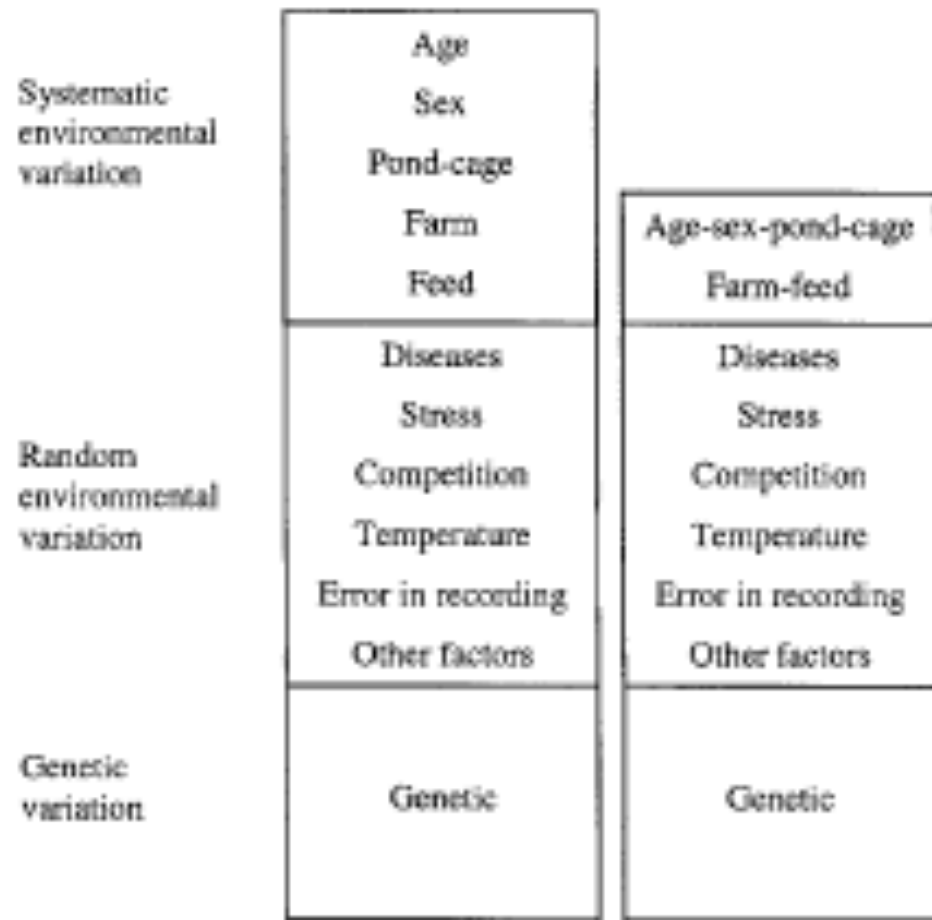 Systematic
environmental
variation
Age
Sex
Pond-cage
Farm
Feed
Age-sex-pond-cage
Farm-feed
Random
environmental
variation
Diseases
Stress
Competition
Temperature
Error in recording
Other factors
Diseases
Stress
Competition
Temperature
Error in recording
Other factors
Genetic
variation
Genetic
Genetic